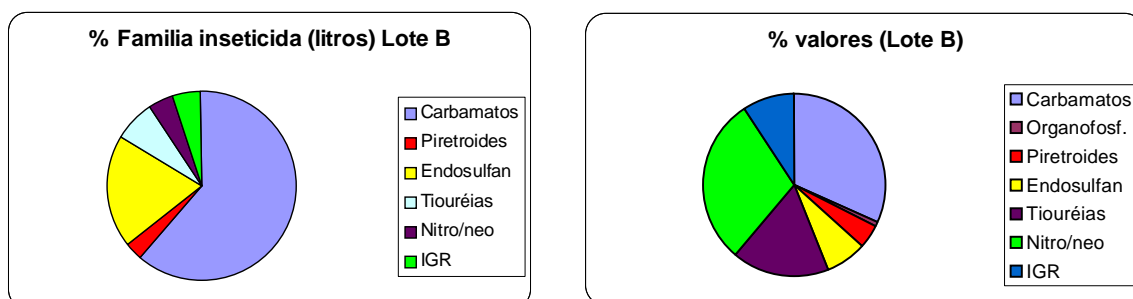 % Familia inseticida (litros) Lote B
Carbamatos
Piretroides
Endosulfan
Tiouréias
Nitro/neo
IGR
% valores (Lote B)
Carbamatos
Organofosf.
Piretroides
Endosulfan
Tiouréias
Nitro/neo
IGR